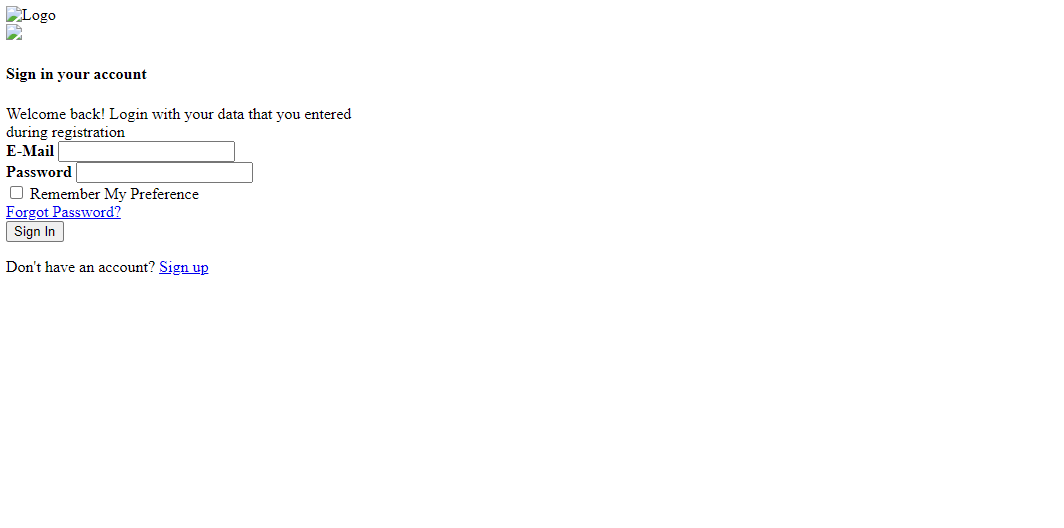 Logo
Sign in your account
Welcome back! Login with your data that you entered
during registration
E-Mail
Password
Remember My Preference
Forgot Password?
Sign In
Don't have an account? Sign up